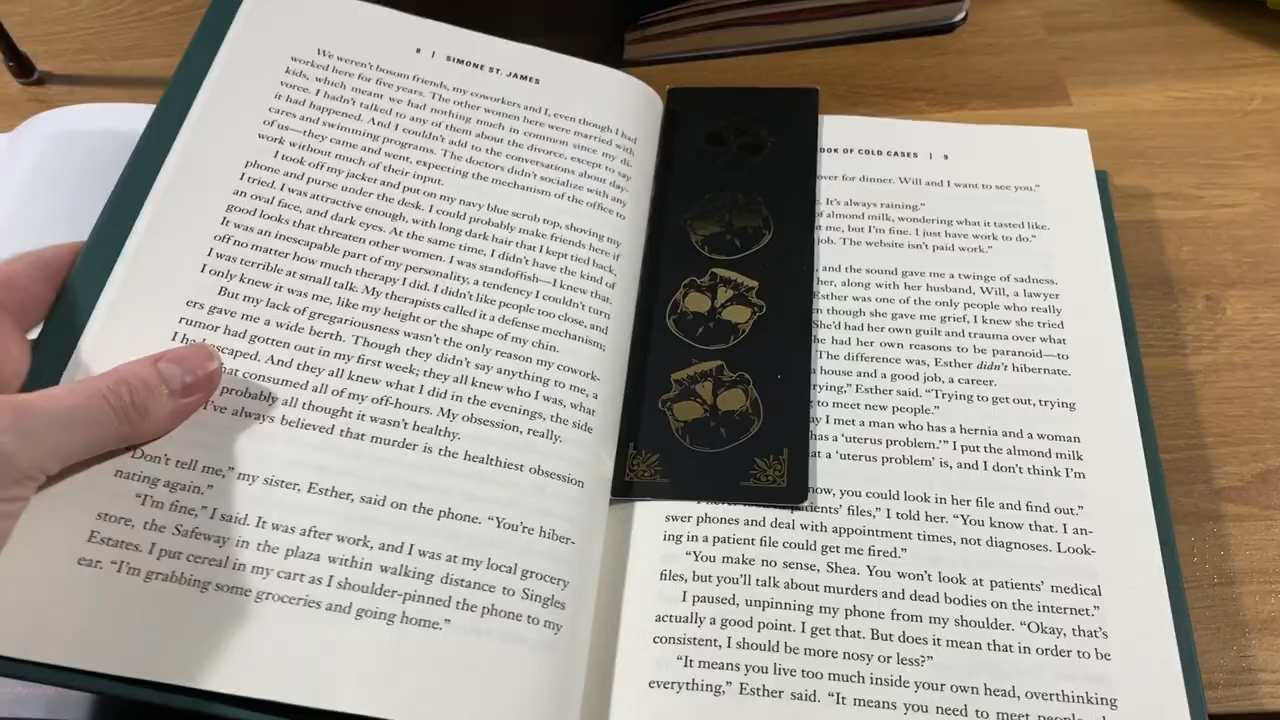 8 | SIMONE ST. JAMES
We weren't bosom friends, my coworkers and I, even though I had
worked here for five years. The other women here were married with
kids, which meant we had nothing much in common since my di-
vorce. I hadn't talked to any of them about the divorce, except to say
it had happened. And I couldn't add to the conversations about day-
cares and swimming programs. The doctors didn't socialize with any
of us—they came and went, expecting the mechanism of the office to
work without much of their input.
I took off my jacket and put on my navy blue scrub top, shoving my
phone and purse under the desk. I could probably make friends here if
I tried. I was attractive enough, with long dark hair that I kept tied back,
an oval face, and dark eyes. At the same time, I didn't have the kind of
good looks that threaten other women. I was standoffish—I knew that.
It was an inescapable part of my personality, a tendency I couldn't turn
off no matter how much therapy I did. I didn't like people too close, and
I was terrible at small talk. My therapists called it a defense mechanism;
I only knew it was me, like my height or the shape of my chin.
But my lack of gregariousness wasn't the only reason my cowork-
ers gave me a wide berth. Though they didn't say anything to me, a
rumor had gotten out in my first week; they all knew who I was, what
I had escaped. And they all knew what I did in the evenings, the side
that consumed all of my off-hours. My obsession, really.
probably all thought it wasn't healthy.
I've always believed that murder is the healthiest obsession
"Don't tell me," my sister, Esther, said on the phone. "You're hiber-
nating again."
"I'm fine," I said. It was after work, and I was at my local grocery
store, the Safeway in the plaza within walking distance to Singles
Estates. I put cereal in my cart as I shoulder-pinned the phone to my
ear. "I'm grabbing some groceries and going home."
OOK OF COLD CASES | 9
over for dinner. Will and I want to see you."
. It's always raining."
of almond milk, wondering what it tasted like.
t me, but I'm fine. I just have work to do."
job. The website isn't paid work."
, and the sound gave me a twinge of sadness.
her, along with her husband, Will, a lawyer
Esther was one of the only people who really
n though she gave me grief, I knew she tried
She'd had her own guilt and trauma over what
he had her own reasons to be paranoid—to
The difference was, Esther didn't hibernate.
a house and a good job, a career.
rying," Esther said. "Trying to get out, trying
g to meet new people."
ay I met a man who has a hernia and a woman
has a 'uterus problem.'" I put the almond milk
at a 'uterus problem' is, and I don't think I'm
now, you could look in her file and find out."
patients' files," I told her. "You know that. I an-
swer phones and deal with appointment times, not diagnoses. Look-
ing in a patient file could get me fired."
"You make no sense, Shea. You won't look at patients' medical
files, but you'll talk about murders and dead bodies on the internet."
I paused, unpinning my phone from my shoulder. "Okay, that's
actually a good point. I get that. But does it mean that in order to be
consistent, I should be more nosy or less?"
"It means you live too much inside your own head, overthinking
everything," Esther said. "It means you need to meet